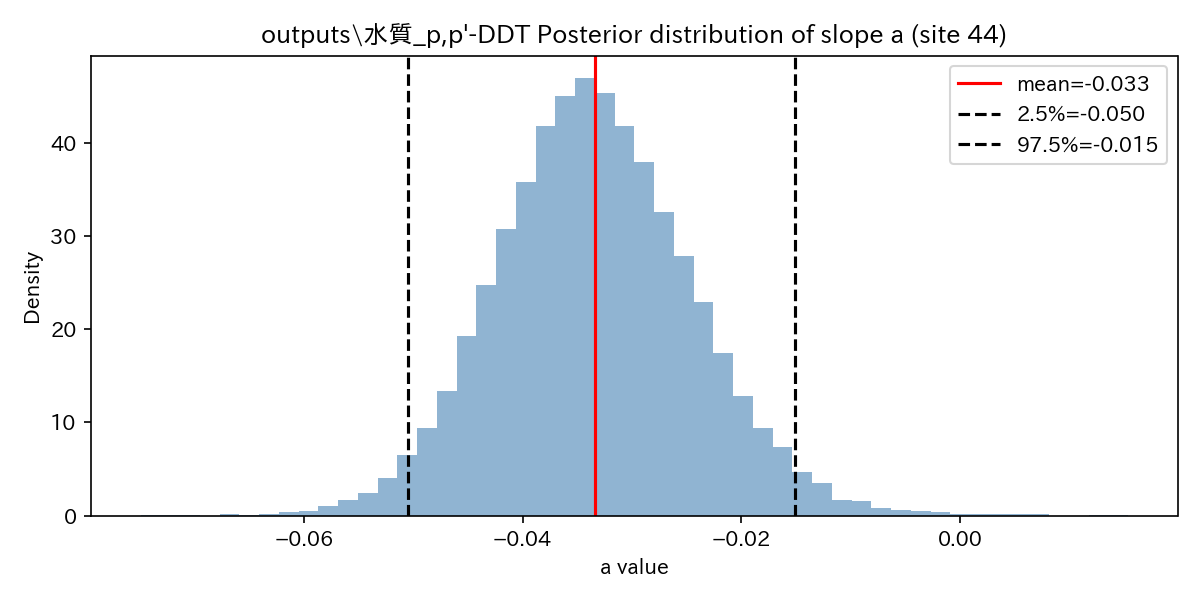 outputs\水質_p,p'-DDT Posterior distribution of slope a (site 44)
mean=-0.033
2.5%=-0.050
97.5%=-0.015
Density
40
30
20
10
0
−0.06
−0.04
−0.02
0.00
a value